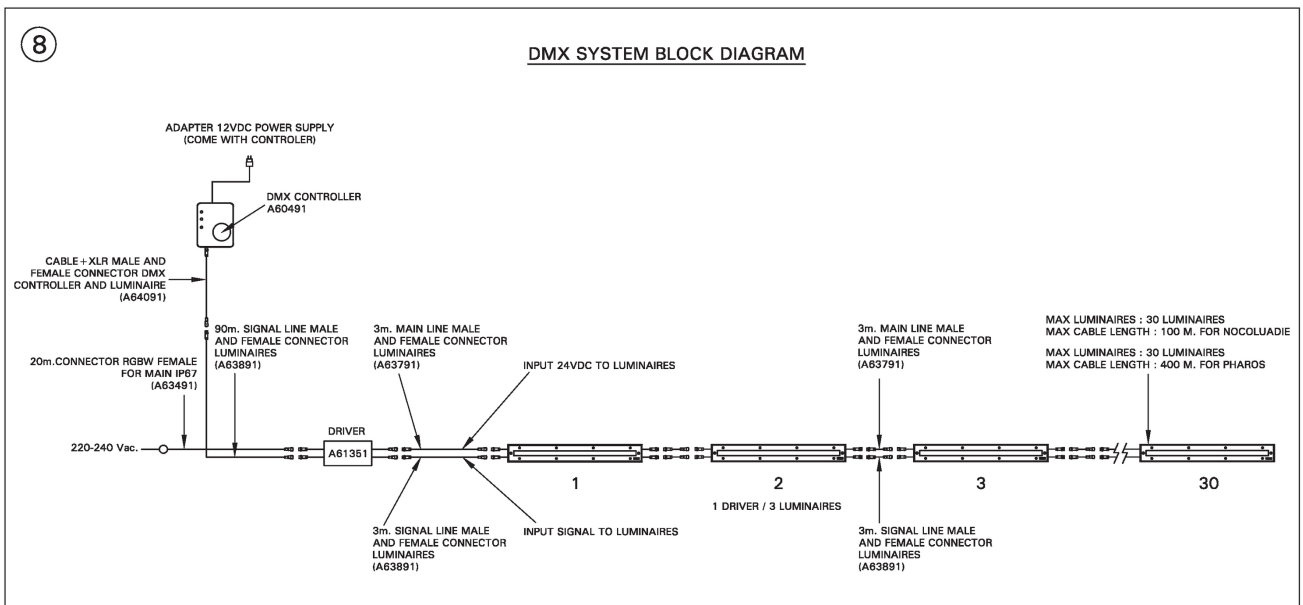 8
DMX SYSTEM BLOCK DIAGRAM
ADAPTER 12VDC POWER SUPPLY
(COME WITH CONTROLER)
DMX CONTROLLER
A60491
CABLE+XLR MALE AND
FEMALE CONNECTOR DMX
CONTROLLER AND LUMINAIRE
(A64091)
20m.CONNECTOR RGBW FEMALE
FOR MAIN IP67
(A63491)
90m. SIGNAL LINE MALE
AND FEMALE CONNECTOR
LUMINAIRES
(A63891)
3m. MAIN LINE MALE
AND FEMALE CONNECTOR
LUMINAIRES
(A63791)
INPUT 24VDC TO LUMINAIRES
3m. MAIN LINE MALE
AND FEMALE CONNECTOR
LUMINAIRES
(A63791)
MAX LUMINAIRES : 30 LUMINAIRES
MAX CABLE LENGTH : 100 M. FOR NOCOLUADIE
MAX LUMINAIRES : 30 LUMINAIRES
MAX CABLE LENGTH : 400 M. FOR PHAROS
220-240 Vac.
DRIVER
A61351
1
2
3
30
1 DRIVER / 3 LUMINAIRES
3m. SIGNAL LINE MALE
AND FEMALE CONNECTOR
LUMINAIRES
(A63891)
INPUT SIGNAL TO LUMINAIRES
3m. SIGNAL LINE MALE
AND FEMALE CONNECTOR
LUMINAIRES
(A63891)